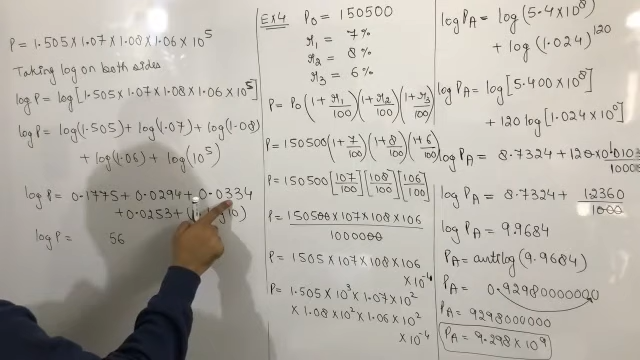 P = 1.505 × 1.07 × 1.08 × 1.06 × 10⁵
Taking log on both sides
log P = log [1.505 × 1.07 × 1.08 × 1.06 × 10⁵]
log P = log(1.505) + log(1.07) + log(1.08)
+ log(1.06) + log(10⁵)
log P = 0.1775 + 0.0294 + 0.0334
+ 0.0253 + (
log P = 56
Ex4 P₀ = 150500
r₁ = 7%
r₂ = 8%
r₃ = 6%
P = P₀(1+r₁/100)(1+r₂/100)(1+r₃/100)
P = 150500(1+7/100)(1+8/100)(1+6/100)
P = 150500[107/100][108/100][106/100]
P = 150500×107×108×106/1000000
P = 1505×107×108×106
×10⁻⁴
P = 1.505×10³×1.07×10²
×1.08×10²×1.06×10²
×10⁻⁴
log P_A = log(5.4×10⁸)
+ log(1.024)¹²⁰
log P_A = log[5.400×10⁸]
+ 120 log[1.024×10⁰]
log P_A = 8.7324 + 120×0.0103
log P_A = 8.7324 + 1.2360/1000
log P_A = 9.9684
P_A = antilog(9.9684)
P_A = 0.92980000000
P_A = 9298000000
P_A = 9.298×10⁹